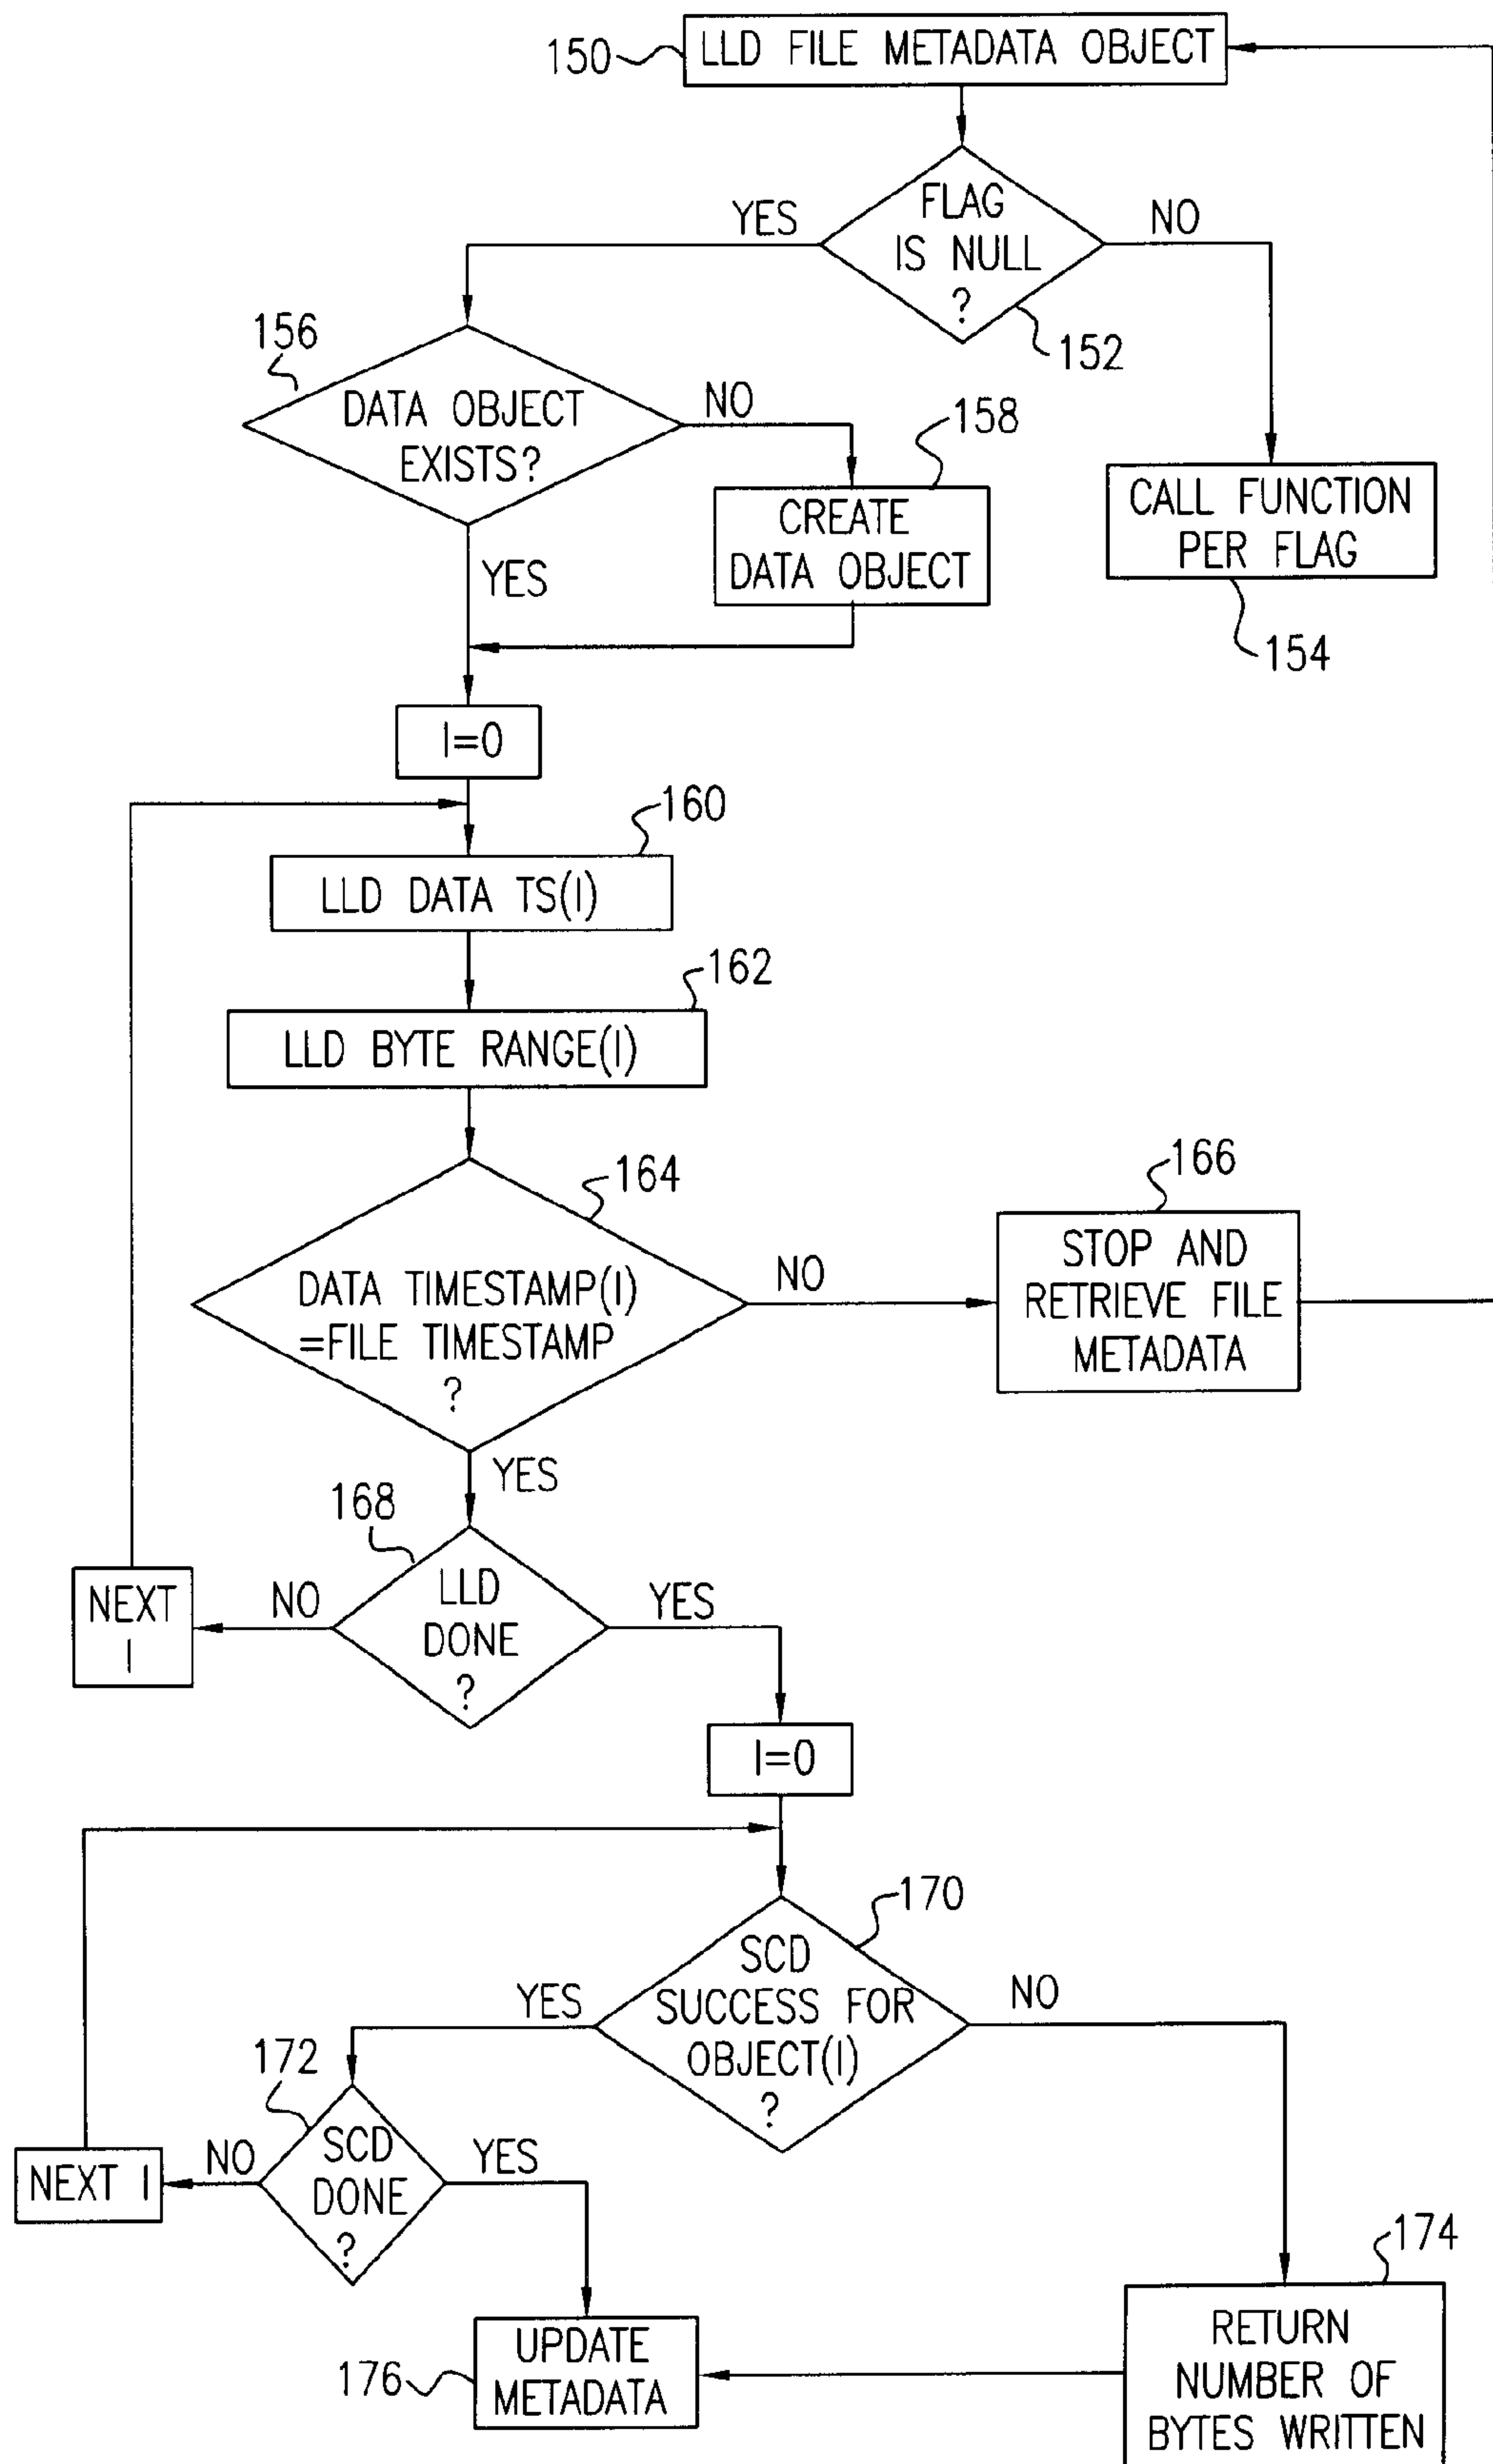 150
LLD FILE METADATA OBJECT
FLAG
IS NULL
?
YES
NO
152
156
DATA OBJECT
EXISTS?
NO
YES
158
CREATE
DATA OBJECT
CALL FUNCTION
PER FLAG
154
I=0
160
LLD DATA TS(I)
162
LLD BYTE RANGE(I)
164
DATA TIMESTAMP(I)
=FILE TIMESTAMP
?
NO
YES
166
STOP AND
RETRIEVE FILE
METADATA
168
LLD
DONE
?
NO
YES
NEXT
I
I=0
170
SCD
SUCCESS FOR
OBJECT(I)
?
YES
NO
172
SCD
DONE
?
NO
YES
NEXT I
174
RETURN
NUMBER OF
BYTES WRITTEN
176
UPDATE
METADATA